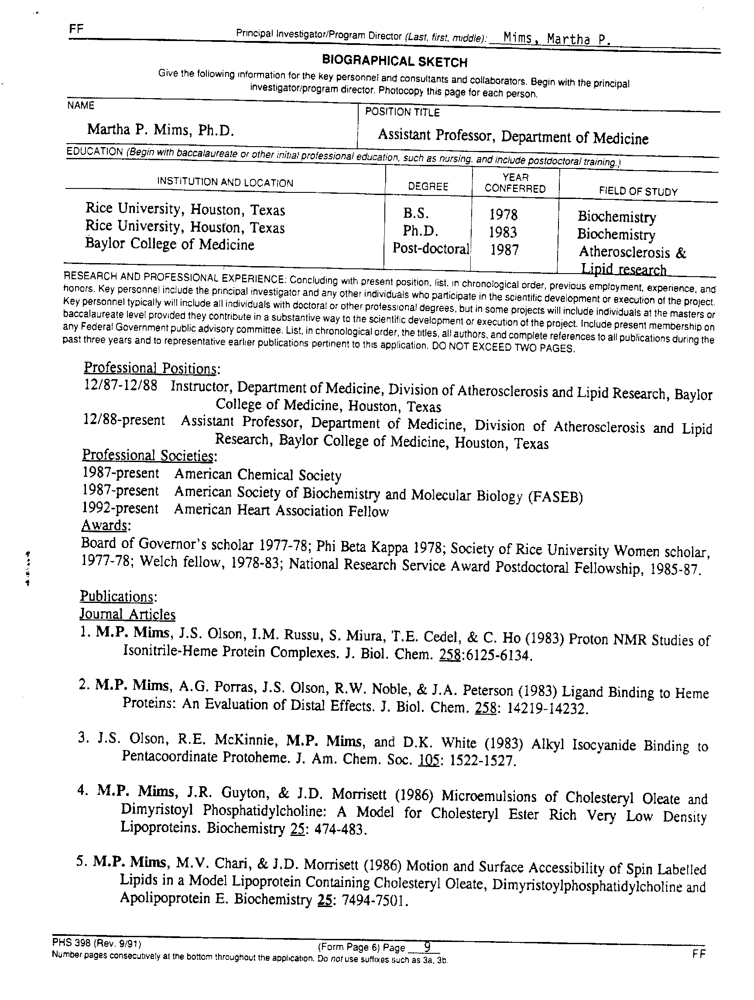 FF
Principal Investigator/Program Director (Last, first, middle): Mims, Martha P.
BIOGRAPHICAL SKETCH
Give the following information for the key personnel and consultants and collaborators. Begin with the principal
investigator/program director. Photocopy this page for each person.
NAME
POSITION TITLE
Martha P. Mims, Ph.D.
Assistant Professor, Department of Medicine
EDUCATION (Begin with baccalaureate or other initial professional education, such as nursing, and include postdoctoral training.)
INSTITUTION AND LOCATION DEGREE YEAR CONFERRED FIELD OF STUDY
Rice University, Houston, Texas B.S. 1978 Biochemistry
Rice University, Houston, Texas Ph.D. 1983 Biochemistry
Baylor College of Medicine Post-doctoral 1987 Atherosclerosis &
Lipid research
RESEARCH AND PROFESSIONAL EXPERIENCE: Concluding with present position, list, in chronological order, previous employment, experience, and
honors. Key personnel include the principal investigator and any other individuals who participate in the scientific development or execution of the project.
Key personnel typically will include all individuals with doctoral or other professional degrees, but in some projects will include individuals at the masters or
baccalaureate level provided they contribute in a substantive way to the scientific development or execution of the project. Include present membership on
any Federal Government public advisory committee. List, in chronological order, the titles, all authors, and complete references to all publications during the
past three years and to representative earlier publications pertinent to this application. DO NOT EXCEED TWO PAGES.
Professional Positions:
12/87-12/88 Instructor, Department of Medicine, Division of Atherosclerosis and Lipid Research, Baylor
College of Medicine, Houston, Texas
12/88-present Assistant Professor, Department of Medicine, Division of Atherosclerosis and Lipid
Research, Baylor College of Medicine, Houston, Texas
Professional Societies:
1987-present American Chemical Society
1987-present American Society of Biochemistry and Molecular Biology (FASEB)
1992-present American Heart Association Fellow
Awards:
Board of Governor's scholar 1977-78; Phi Beta Kappa 1978; Society of Rice University Women scholar,
1977-78; Welch fellow, 1978-83; National Research Service Award Postdoctoral Fellowship, 1985-87.
Publications:
Journal Articles
1. M.P. Mims, J.S. Olson, I.M. Russu, S. Miura, T.E. Cedel, & C. Ho (1983) Proton NMR Studies of
Isonitrile-Heme Protein Complexes. J. Biol. Chem. 258:6125-6134.
2. M.P. Mims, A.G. Porras, J.S. Olson, R.W. Noble, & J.A. Peterson (1983) Ligand Binding to Heme
Proteins: An Evaluation of Distal Effects. J. Biol. Chem. 258: 14219-14232.
3. J.S. Olson, R.E. McKinnie, M.P. Mims, and D.K. White (1983) Alkyl Isocyanide Binding to
Pentacoordinate Protoheme. J. Am. Chem. Soc. 105: 1522-1527.
4. M.P. Mims, J.R. Guyton, & J.D. Morrisett (1986) Microemulsions of Cholesteryl Oleate and
Dimyristoyl Phosphatidylcholine: A Model for Cholesteryl Ester Rich Very Low Density
Lipoproteins. Biochemistry 25: 474-483.
5. M.P. Mims, M.V. Chari, & J.D. Morrisett (1986) Motion and Surface Accessibility of Spin Labelled
Lipids in a Model Lipoprotein Containing Cholesteryl Oleate, Dimyristoylphosphatidylcholine and
Apolipoprotein E. Biochemistry 25: 7494-7501.
PHS 398 (Rev. 9/91) (Form Page 6) Page 9 FF
Number pages consecutively at the bottom throughout the application. Do not use suffixes such as 3a, 3b.